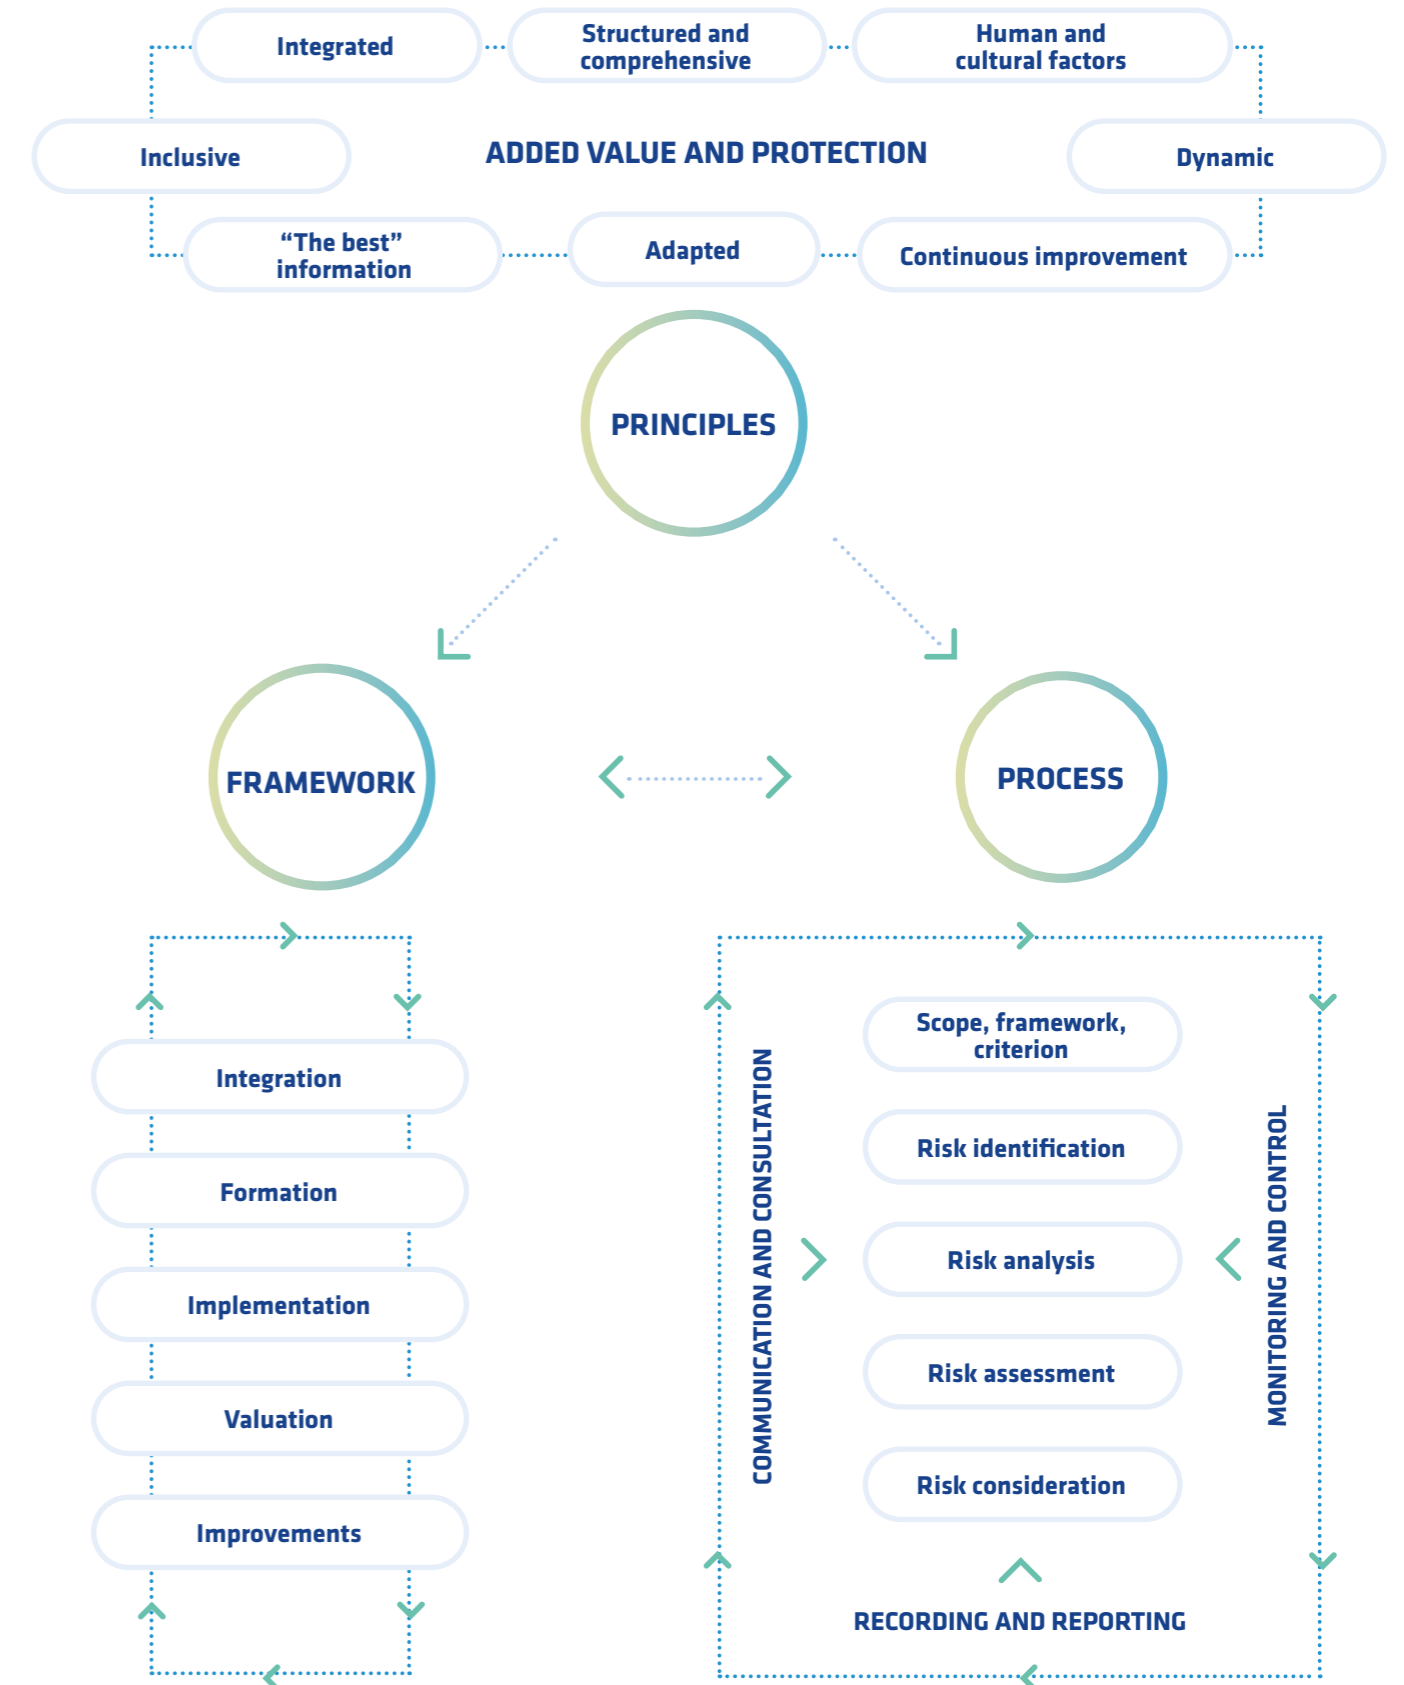 Integrated
Structured and
comprehensive
Human and
cultural factors
Inclusive
ADDED VALUE AND PROTECTION
Dynamic
“The best”
information
Adapted
Continuous improvement
PRINCIPLES
FRAMEWORK
PROCESS
Integration
Formation
Implementation
Valuation
Improvements
COMMUNICATION AND CONSULTATION
Scope, framework,
criterion
Risk identification
Risk analysis
Risk assessment
Risk consideration
MONITORING AND CONTROL
RECORDING AND REPORTING